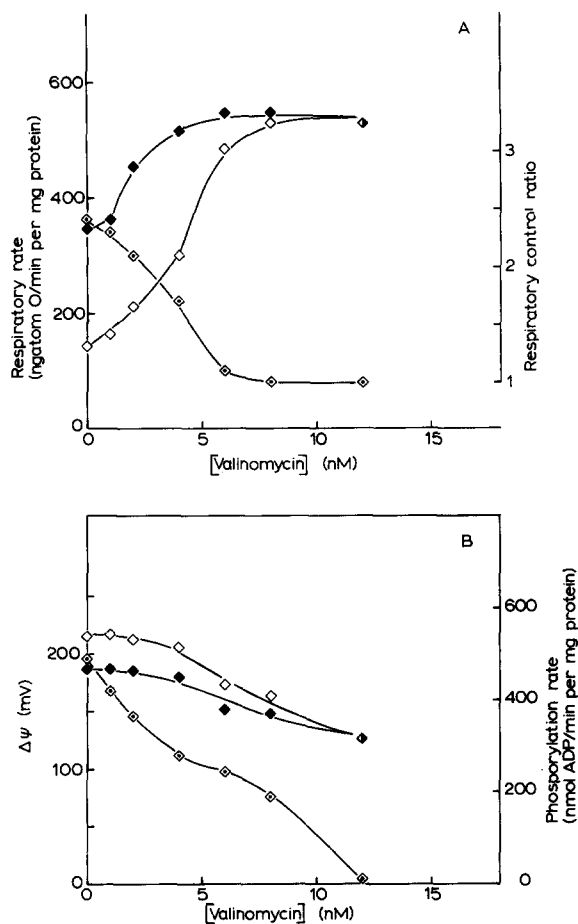 A
600
400
200
0
Respiratory rate
(ngatom O/min per mg protein)
3
2
1
Respiratory control ratio
0 5 10 15
[Valinomycin] (nM)
B
200
100
0
Δψ (mV)
600
400
200
0
Phosporylation rate
(nmol ADP/min per mg protein)
0 5 10 15
[Valinomycin] (nM)